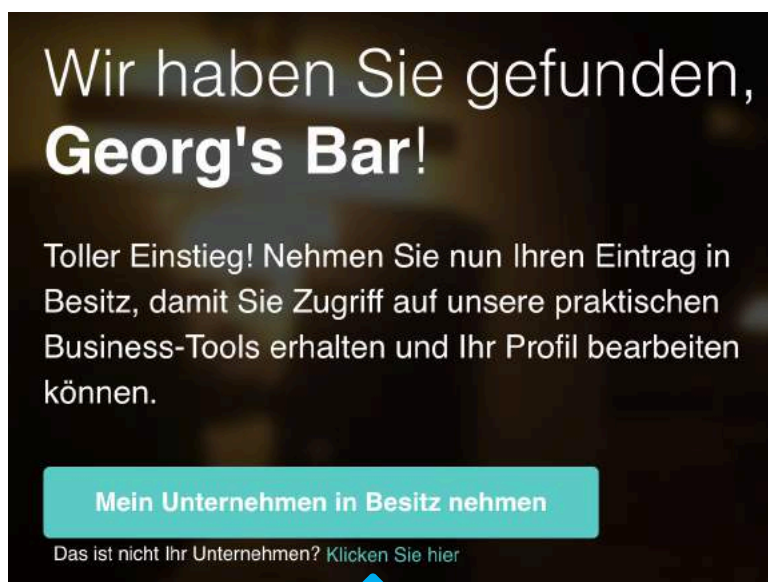 Wir haben Sie gefunden,
Georg's Bar!
Toller Einstieg! Nehmen Sie nun Ihren Eintrag in
Besitz, damit Sie Zugriff auf unsere praktischen
Business-Tools erhalten und Ihr Profil bearbeiten
können.
Mein Unternehmen in Besitz nehmen
Das ist nicht Ihr Unternehmen? Klicken Sie hier